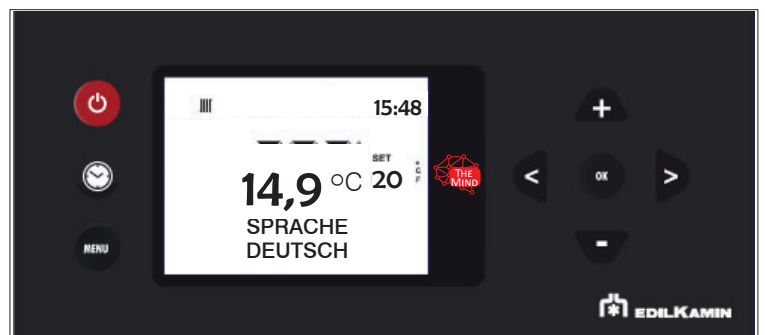 15:48
SET
°C
F
14,9 °C 20
SPRACHE
DEUTSCH
MENU
THE
MIND
+
< OK >
-
EDILKAMIN